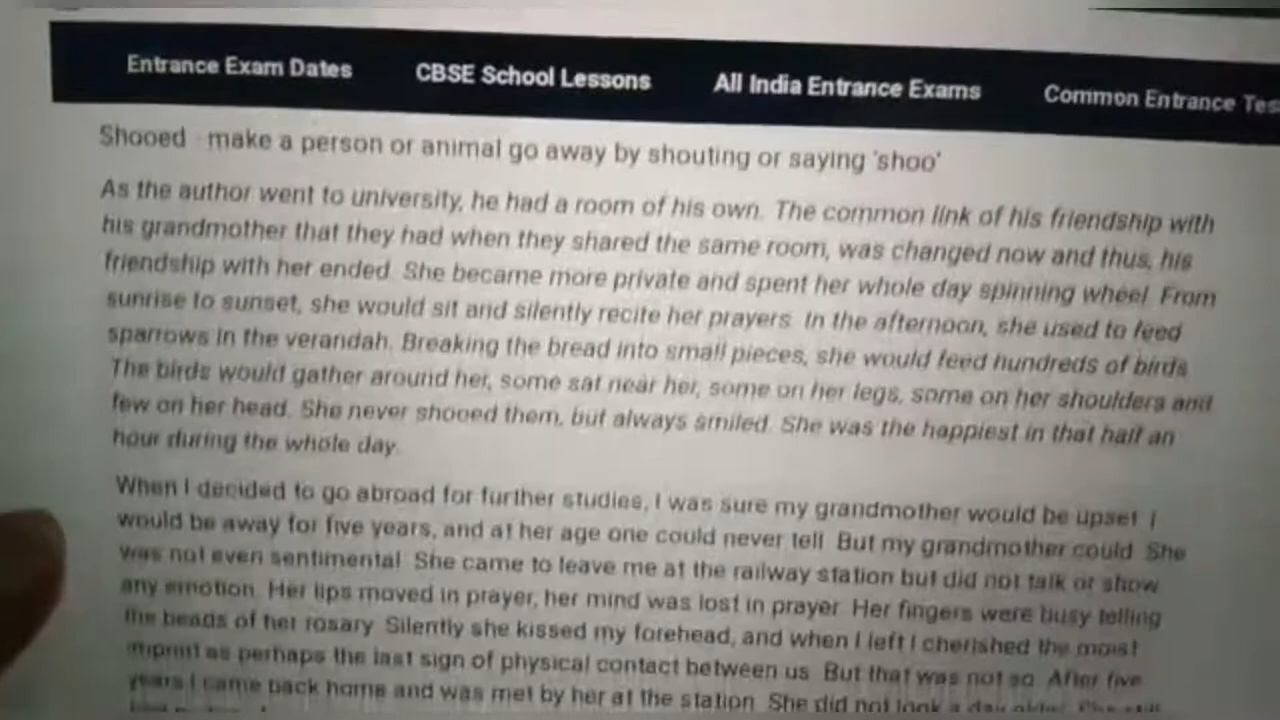 Entrance Exam Dates CBSE School Lessons All India Entrance Exams Common Entrance Tes
Shooed - make a person or animal go away by shouting or saying 'shoo'
As the author went to university, he had a room of his own. The common link of his friendship with
his grandmother that they had when they shared the same room, was changed now and thus, his
friendship with her ended. She became more private and spent her whole day spinning wheel. From
sunrise to sunset, she would sit and silently recite her prayers. In the afternoon, she used to feed
sparrows in the verandah. Breaking the bread into small pieces, she would feed hundreds of birds.
The birds would gather around her, some sat near her, some on her legs, some on her shoulders and
few on her head. She never shooed them, but always smiled. She was the happiest in that half an
hour during the whole day.
When I decided to go abroad for further studies, I was sure my grandmother would be upset. I
would be away for five years, and at her age one could never tell. But my grandmother could. She
was not even sentimental. She came to leave me at the railway station but did not talk or show
any emotion. Her lips moved in prayer, her mind was lost in prayer. Her fingers were busy telling
the beads of her rosary. Silently she kissed my forehead, and when I left I cherished the moist
imprint as perhaps the last sign of physical contact between us. But that was not so. After five
years I came back home and was met by her at the station. She did not look a day older. She still